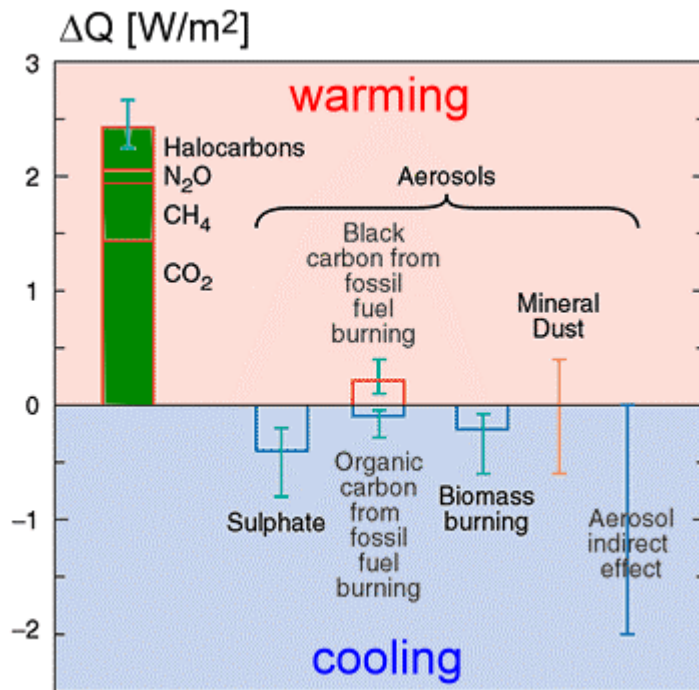 ΔQ [W/m2]
3
2
1
0
−1
−2
warming
Halocarbons
N2O
CH4
CO2
Aerosols
Black
carbon from
fossil
fuel
burning
Mineral
Dust
Sulphate
Organic
carbon
from
fossil
fuel
burning
Biomass
burning
Aerosol
indirect
effect
cooling